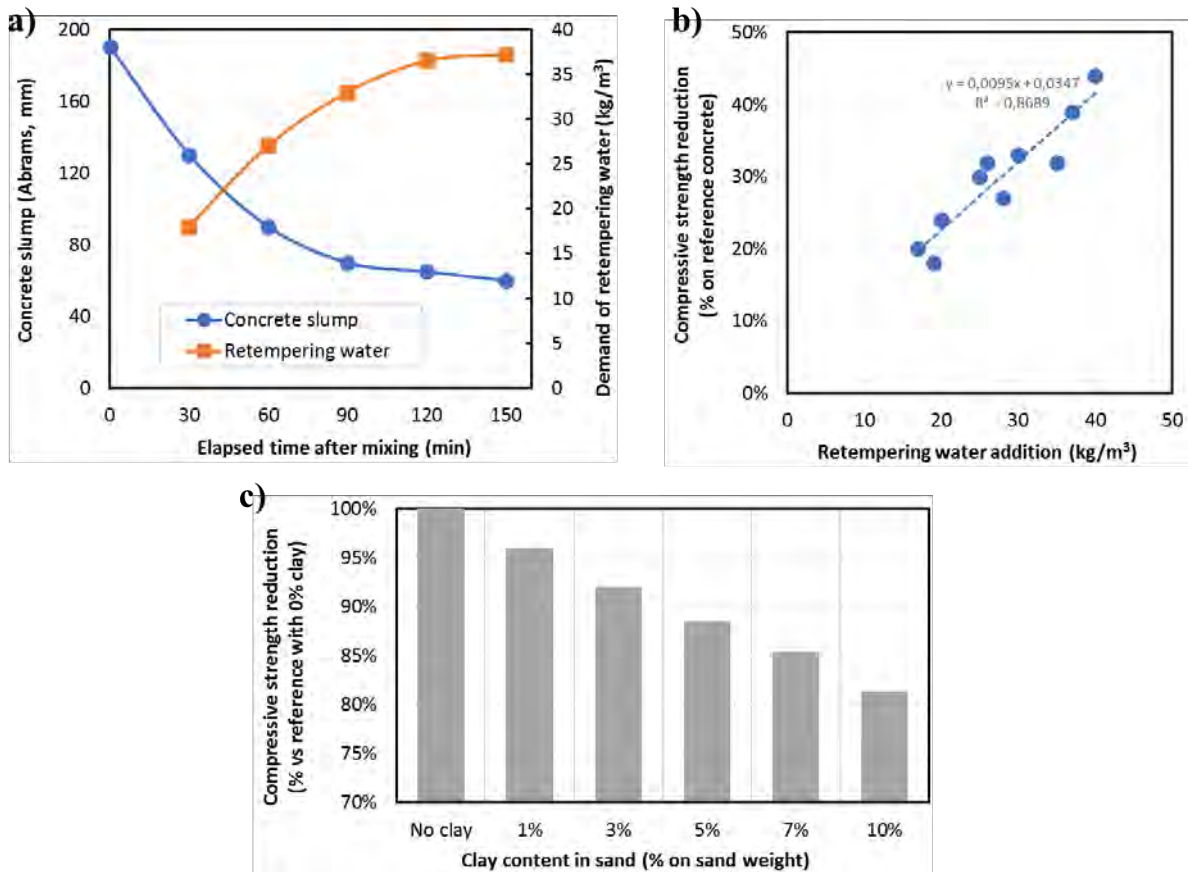 a)
200
160
120
80
40
0
Concrete slump (Abrams, mm)
40
35
30
25
20
15
10
5
0
Demand of retempering water (kg/m³)
Concrete slump
Retempering water
0 30 60 90 120 150
Elapsed time after mixing (min)
b)
50%
40%
30%
20%
10%
0%
Compressive strength reduction
(% on reference concrete)
y = 0,0095x + 0,0347
R² = 0,8689
0 10 20 30 40 50
Retempering water addition (kg/m³)
c)
100%
95%
90%
85%
80%
75%
70%
Compressive strength reduction
(% vs reference with 0% clay)
No clay 1% 3% 5% 7% 10%
Clay content in sand (% on sand weight)